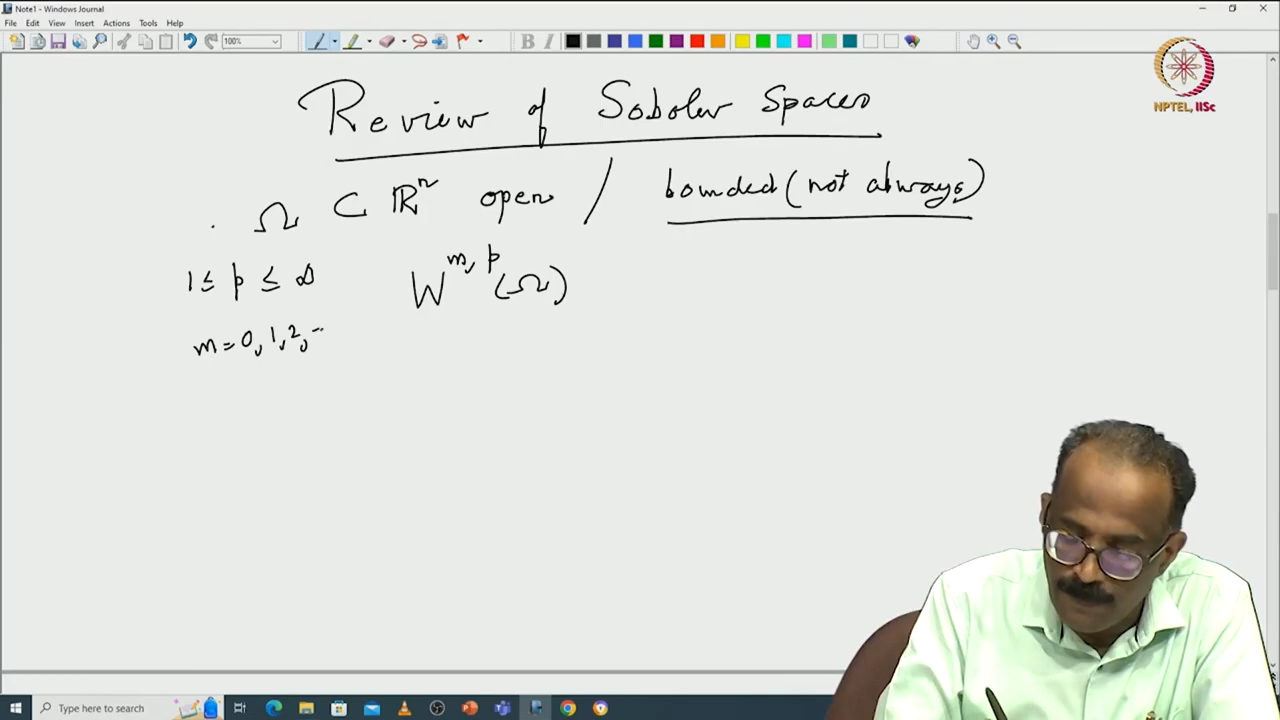 Note1 - Windows Journal
File Edit View Insert Actions Tools Help
100%
B I
NPTEL, IISc
Review of Sobolev Spaces
Ω ⊂ ℝⁿ open / bounded (not always)
1 ≤ p ≤ ∞ W^{m,p}(Ω)
m = 0, 1, 2, -
Type here to search